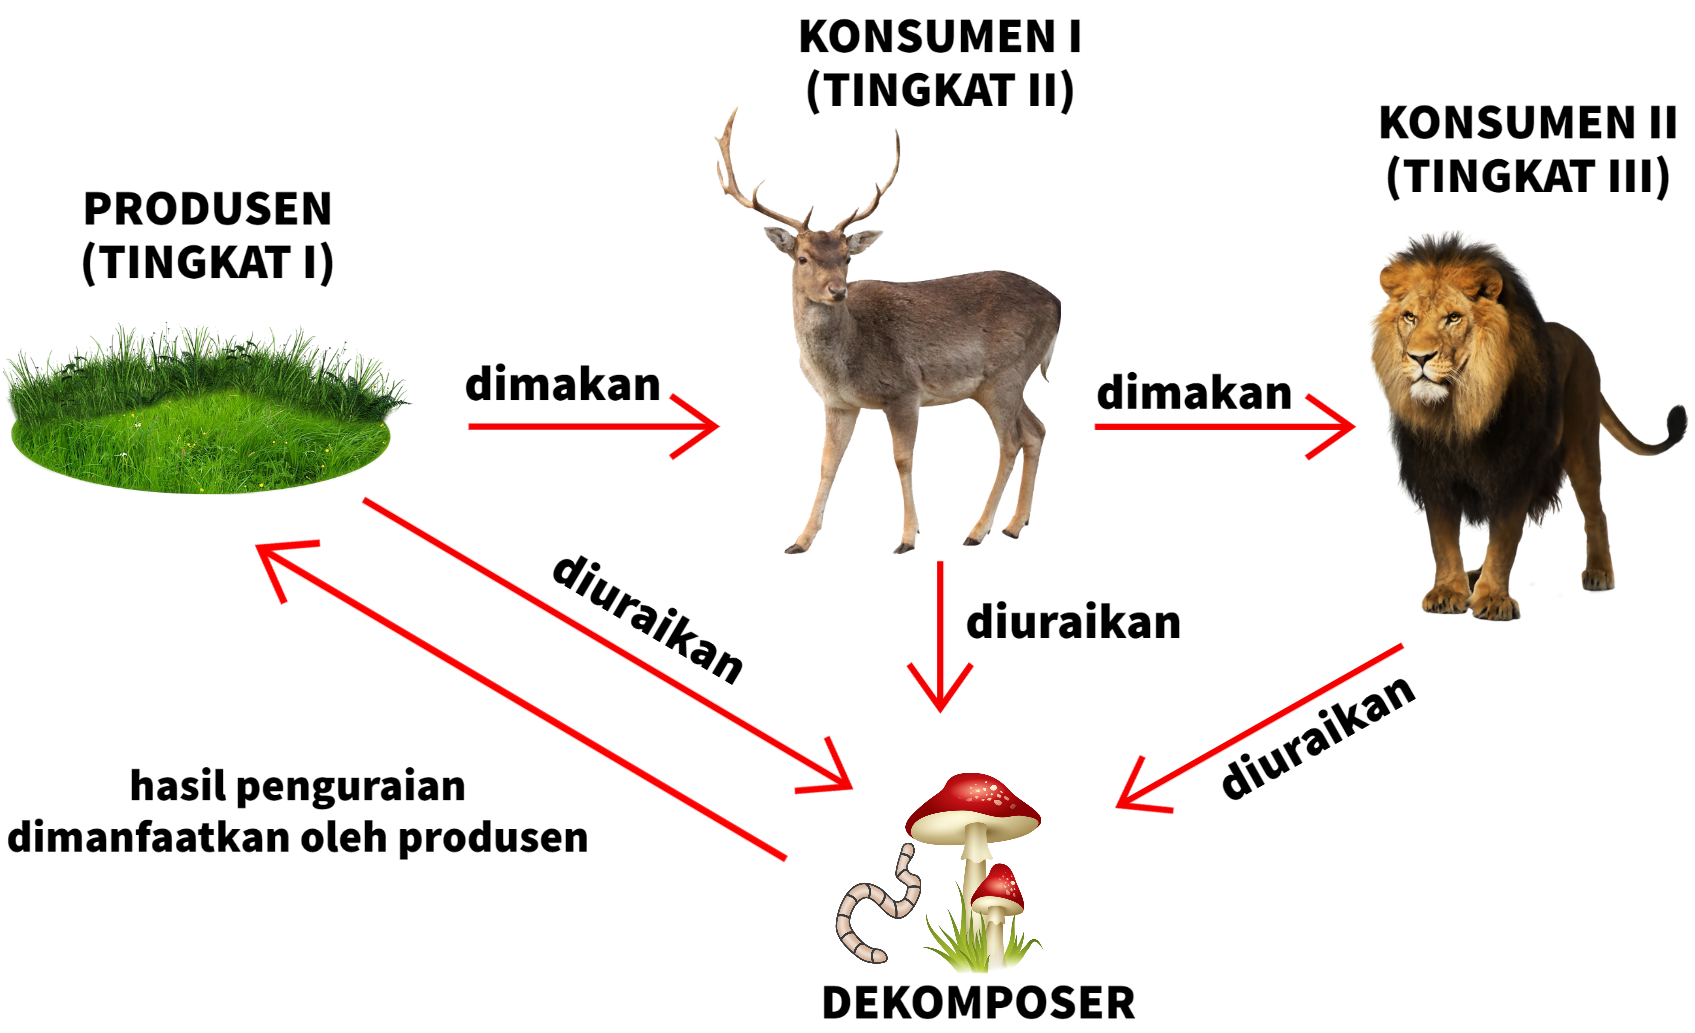 KONSUMEN I
(TINGKAT II)
KONSUMEN II
(TINGKAT III)
PRODUSEN
(TINGKAT I)
dimakan
dimakan
diuraikan
diuraikan
diuraikan
hasil penguraian
dimanfaatkan oleh produsen
DEKOMPOSER